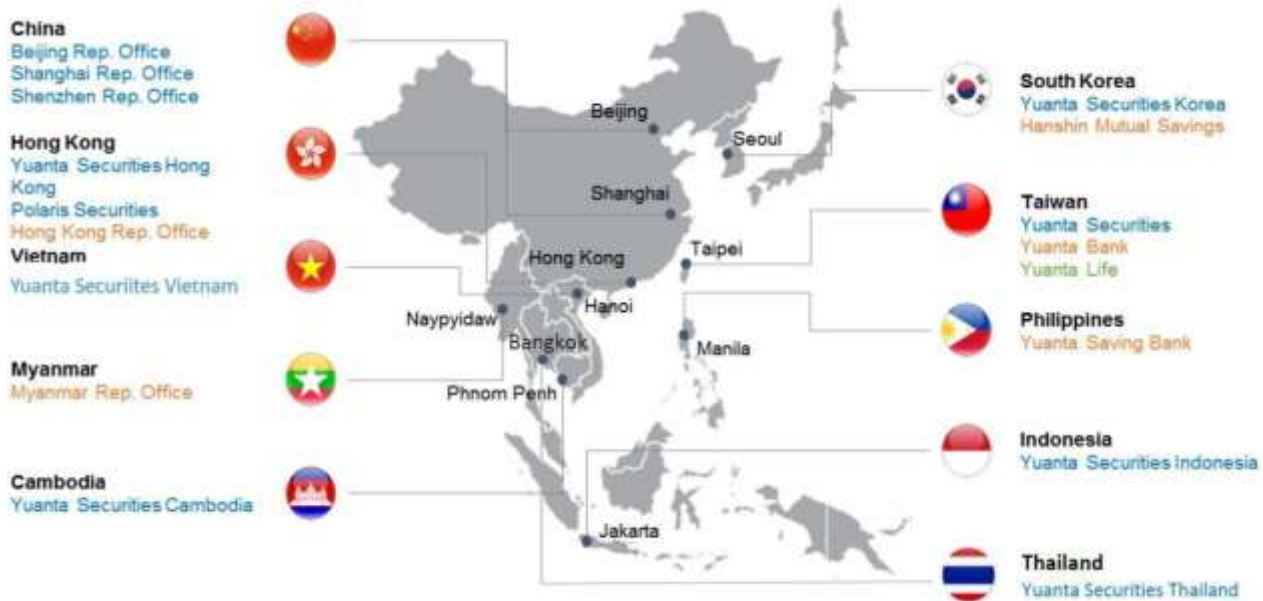 China
Beijing Rep. Office
Shanghai Rep. Office
Shenzhen Rep. Office
Hong Kong
Yuanta Securities Hong
Kong
Polaris Securities
Hong Kong Rep. Office
Vietnam
Yuanta Securiites Vietnam
Myanmar
Myanmar Rep. Office
Cambodia
Yuanta Securities Cambodia
Beijing
Seoul
Shanghai
Taipei
Hong Kong
Hanoi
Naypyidaw
Bangkok
Manila
Phnom Penh
Jakarta
South Korea
Yuanta Securities Korea
Hanshin Mutual Savings
Taiwan
Yuanta Securities
Yuanta Bank
Yuanta Life
Philippines
Yuanta Saving Bank
Indonesia
Yuanta Securities Indonesia
Thailand
Yuanta Securities Thailand